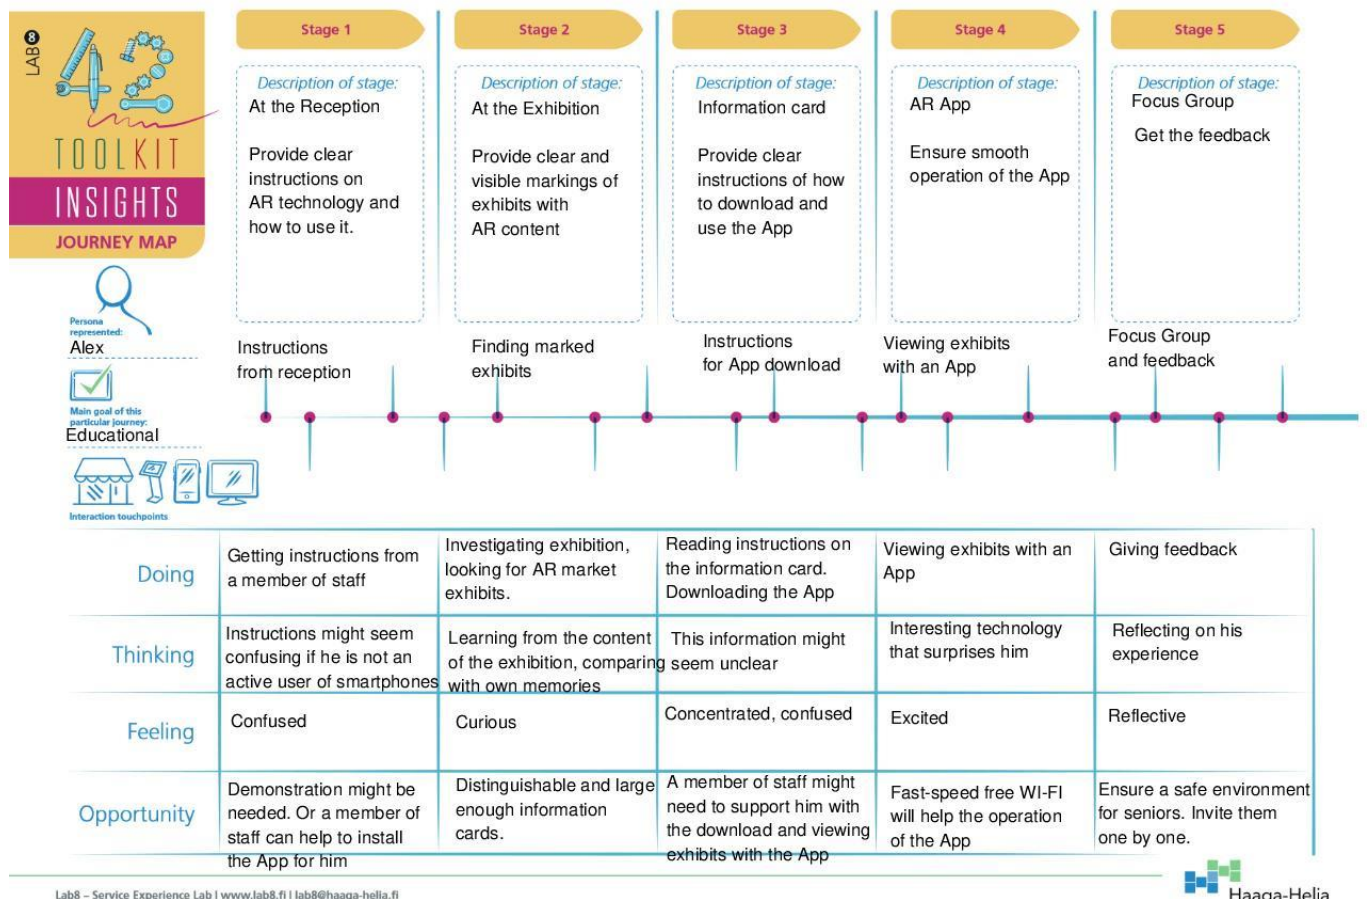 LAB8
42
TOOLKIT
INSIGHTS
JOURNEY MAP
Stage 1
Stage 2
Stage 3
Stage 4
Stage 5
Description of stage:
At the Reception
Provide clear
instructions on
AR technology and
how to use it.
Description of stage:
At the Exhibition
Provide clear and
visible markings of
exhibits with
AR content
Description of stage:
Information card
Provide clear
instructions of how
to download and
use the App
Description of stage:
AR App
Ensure smooth
operation of the App
Description of stage:
Focus Group
Get the feedback
Persona
represented:
Alex
Main goal of this
particular journey:
Educational
Interaction touchpoints
Instructions
from reception
Finding marked
exhibits
Instructions
for App download
Viewing exhibits
with an App
Focus Group
and feedback
Doing
Getting instructions from
a member of staff
Investigating exhibition,
looking for AR market
exhibits.
Reading instructions on
the information card.
Downloading the App
Viewing exhibits with an
App
Giving feedback
Thinking
Instructions might seem
confusing if he is not an
active user of smartphones
Learning from the content
of the exhibition, comparing
with own memories
This information might
seem unclear
Interesting technology
that surprises him
Reflecting on his
experience
Feeling
Confused
Curious
Concentrated, confused
Excited
Reflective
Opportunity
Demonstration might be
needed. Or a member of
staff can help to install
the App for him
Distinguishable and large
enough information
cards.
A member of staff might
need to support him with
the download and viewing
exhibits with the App
Fast-speed free WI-FI
will help the operation
of the App
Ensure a safe environment
for seniors. Invite them
one by one.
Lab8 – Service Experience Lab | www.lab8.fi | lab8@haaga-helia.fi
Haaga-Helia